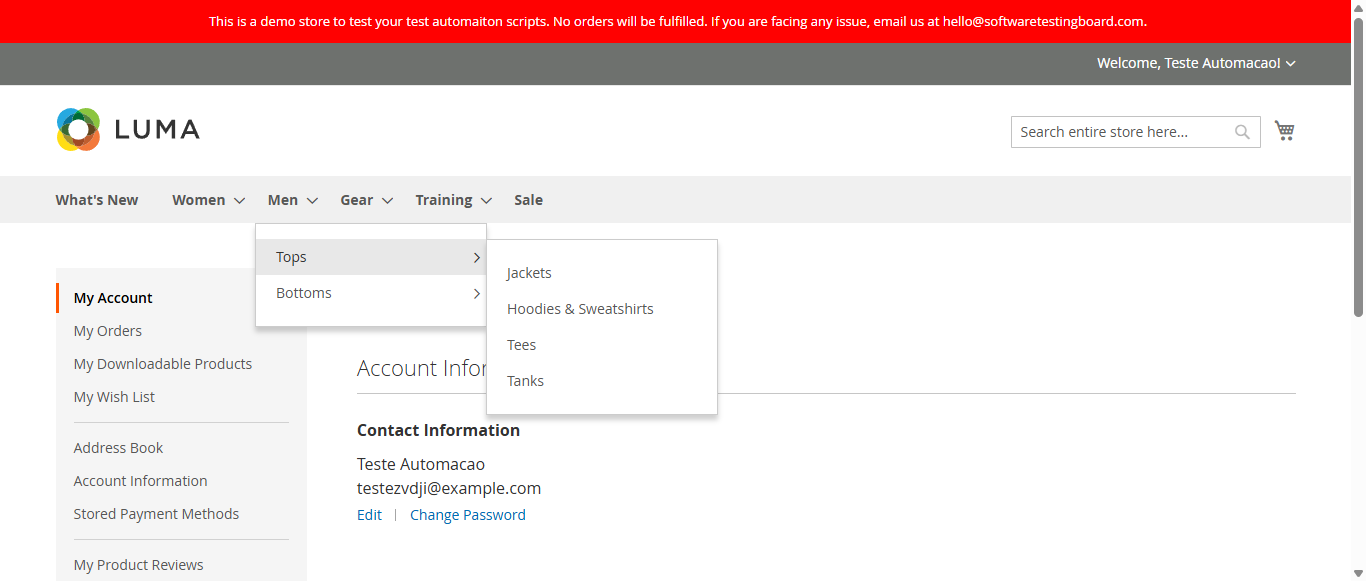 This is a demo store to test your test automaiton scripts. No orders will be fulfilled. If you are facing any issue, email us at hello@softwaretestingboard.com.
Welcome, Teste Automacao!
LUMA
Search entire store here...
What's New Women Men Gear Training Sale
Tops
Bottoms
Jackets
Hoodies & Sweatshirts
Tees
Tanks
My Account
My Orders
My Downloadable Products
My Wish List
Address Book
Account Information
Stored Payment Methods
My Product Reviews
Account Infor
Contact Information
Teste Automacao
testezvdji@example.com
Edit | Change Password